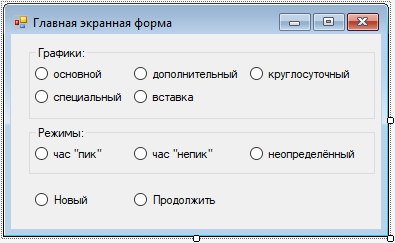 Главная экранная форма
Графики:
основной дополнительный круглосуточный
специальный вставка
Режимы:
час "пик" час "непик" неопределённый
Новый Продолжить